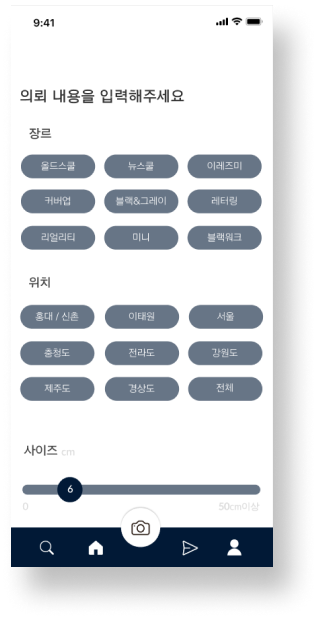 9:41
의뢰 내용을 입력해주세요
장르
올드스쿨 뉴스쿨 이레즈미
커버업 블랙&그레이 레터링
리얼리티 미니 블랙워크
위치
홍대 / 신촌 이태원 서울
충청도 전라도 강원도
제주도 경상도 전체
사이즈 cm
6
0 50cm이상